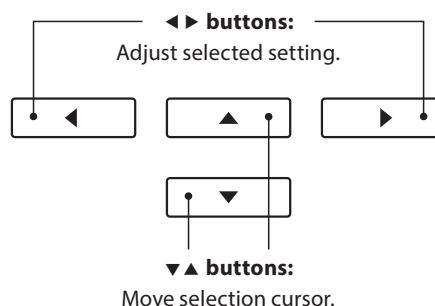 ◀ ▶ buttons:
Adjust selected setting.
▼▲ buttons:
Move selection cursor.